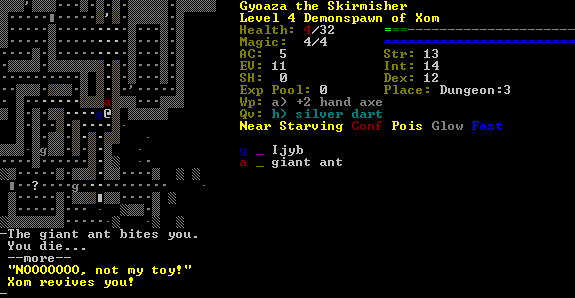 Gyoaza the Skirmisher
Level 4 Demonspawn of Xom
Health: 4/32
Magic: 4/4
AC: 5 Str: 13
EV: 11 Int: 14
SH: 0 Dex: 12
Exp Pool: 0 Place: Dungeon:3
Wp: a) +2 hand axe
Qv: h) silver dart
Near Starving Conf Pois Glow Fast
g _ Ijyb
a _ giant ant
The giant ant bites you.
You die...
--more--
"NOOOOOOO, not my toy!"
Xom revives you!